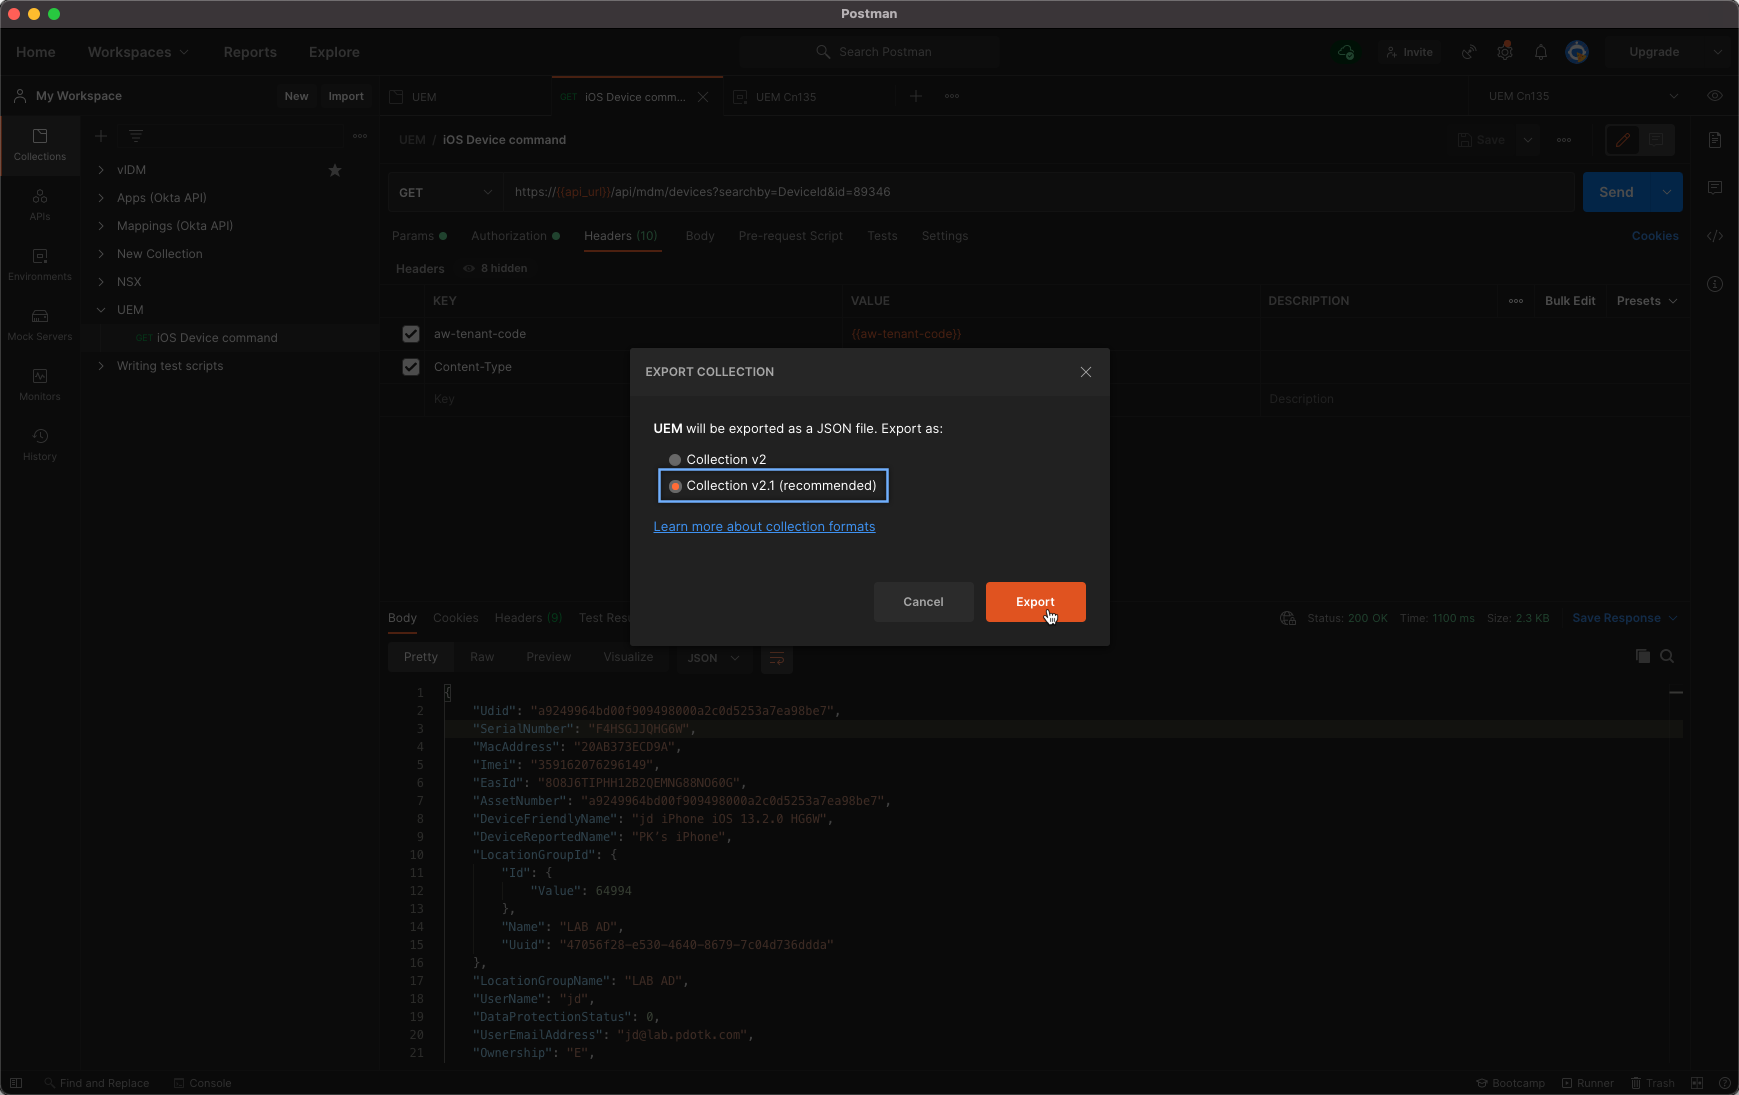 Postman
Home Workspaces Reports Explore Search Postman Invite Upgrade
My Workspace New Import UEM GET iOS Device comm... UEM Cn135 UEM Cn135
UEM / iOS Device command Save
Collections
APIs
Environments
Mock Servers
Monitors
History
vIDM
Apps (Okta API)
Mappings (Okta API)
New Collection
NSX
UEM
GET iOS Device command
Writing test scripts
GET https://{{api_url}}/api/mdm/devices?searchby=DeviceId&id=89346 Send
Params Authorization Headers (10) Body Pre-request Script Tests Settings Cookies
Headers 8 hidden
KEY VALUE DESCRIPTION Bulk Edit Presets
aw-tenant-code {{aw-tenant-code}}
Content-Type
Key Description
EXPORT COLLECTION
UEM will be exported as a JSON file. Export as:
Collection v2
Collection v2.1 (recommended)
Learn more about collection formats
Cancel Export
Body Cookies Headers (9) Test Resu Status: 200 OK Time: 1100 ms Size: 2.3 KB Save Response
Pretty Raw Preview Visualize JSON
1 {
2 "Udid": "a9249964bd00f909498000a2c0d5253a7ea98be7",
3 "SerialNumber": "F4HSGJJQHG6W",
4 "MacAddress": "20AB373ECD9A",
5 "Imei": "359162076296149",
6 "EasId": "8O8J6TIPHH12B2QEMNG88NO60G",
7 "AssetNumber": "a9249964bd00f909498000a2c0d5253a7ea98be7",
8 "DeviceFriendlyName": "jd iPhone iOS 13.2.0 HG6W",
9 "DeviceReportedName": "PK’s iPhone",
10 "LocationGroupId": {
11 "Id": {
12 "Value": 64994
13 },
14 "Name": "LAB AD",
15 "Uuid": "47056f28-e530-4640-8679-7c04d736ddda"
16 },
17 "LocationGroupName": "LAB AD",
18 "UserName": "jd",
19 "DataProtectionStatus": 0,
20 "UserEmailAddress": "jd@lab.pdotk.com",
21 "Ownership": "E",
Find and Replace Console Bootcamp Runner Trash